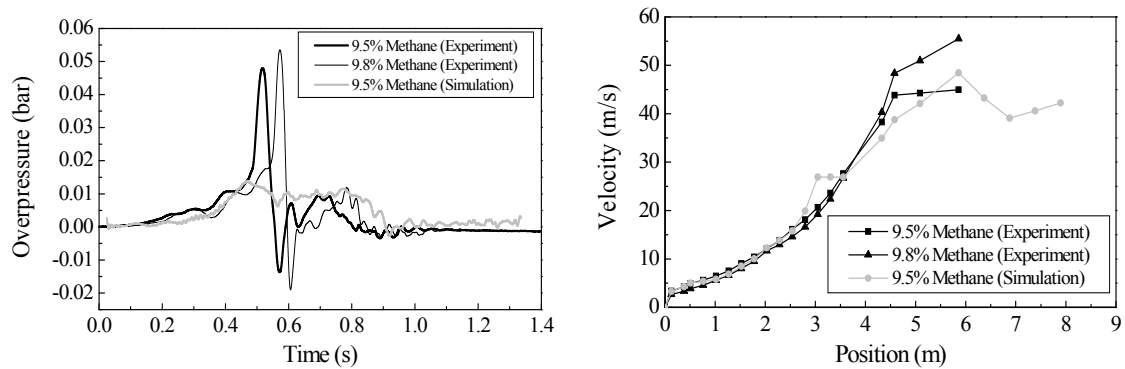 0.06
0.05
0.04
0.03
0.02
0.01
0.00
-0.01
-0.02
Overpressure (bar)
9.5% Methane (Experiment)
9.8% Methane (Experiment)
9.5% Methane (Simulation)
0.0 0.2 0.4 0.6 0.8 1.0 1.2 1.4
Time (s)
60
50
40
30
20
10
0
Velocity (m/s)
9.5% Methane (Experiment)
9.8% Methane (Experiment)
9.5% Methane (Simulation)
0 1 2 3 4 5 6 7 8 9
Position (m)